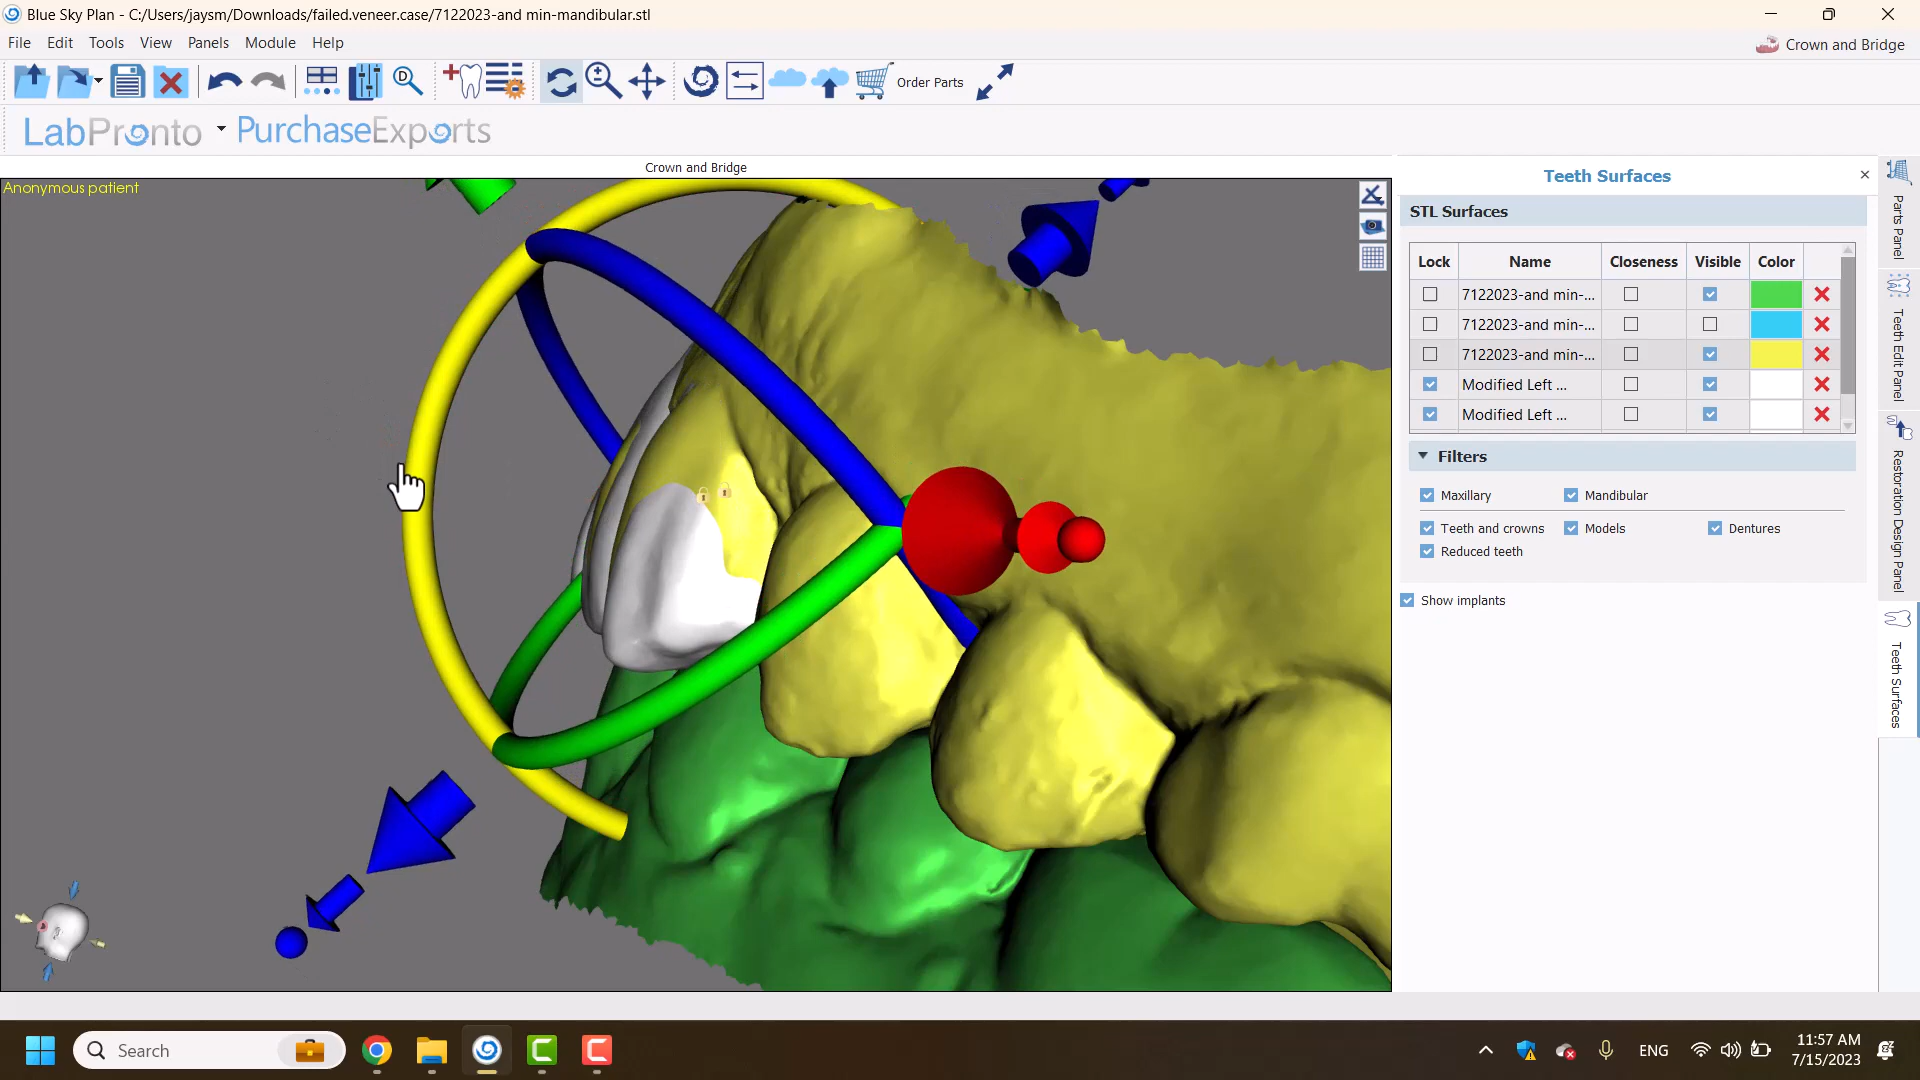 Blue Sky Plan - C:/Users/jaysm/Downloads/failed.veneer.case/7122023-and min-mandibular.stl
File Edit Tools View Panels Module Help
Crown and Bridge
D
Order Parts
LabPronto PurchaseExports
Crown and Bridge
Anonymous patient
Teeth Surfaces
STL Surfaces
Lock Name Closeness Visible Color
7122023-and min-...
7122023-and min-...
7122023-and min-...
Modified Left ...
Modified Left ...
Filters
Maxillary Mandibular
Teeth and crowns Models Dentures
Reduced teeth
Show implants
Parts Panel
Teeth Edit Panel
Restoration Design Panel
Teeth Surfaces
Search
ENG
11:57 AM
7/15/2023